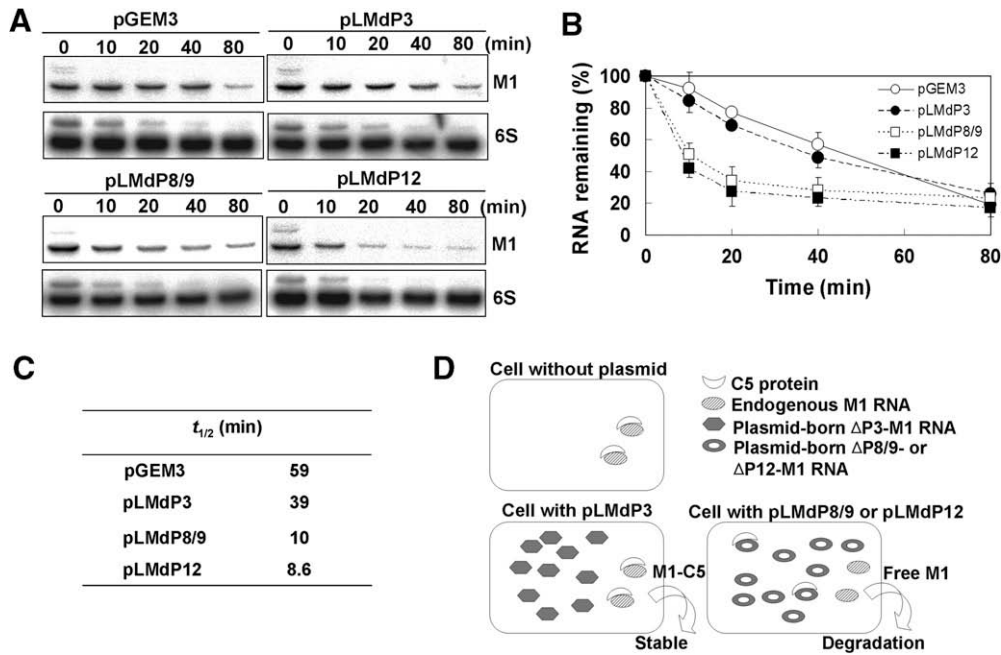 A
pGEM3
pLMdP3
0 10 20 40 80
0 10 20 40 80 (min)
M1
6S
pLMdP8/9
pLMdP12
0 10 20 40 80
0 10 20 40 80
M1
6S
B
RNA remaining (%)
100
80
60
40
20
0
0 20 40 60 80
Time (min)
pGEM3
pLMdP3
pLMdP8/9
pLMdP12
C
t1/2 (min)
pGEM3 59
pLMdP3 39
pLMdP8/9 10
pLMdP12 8.6
D
Cell without plasmid
C5 protein
Endogenous M1 RNA
Plasmid-born ΔP3-M1 RNA
Plasmid-born ΔP8/9- or
ΔP12-M1 RNA
Cell with pLMdP3
M1-C5
Stable
Cell with pLMdP8/9 or pLMdP12
Free M1
Degradation